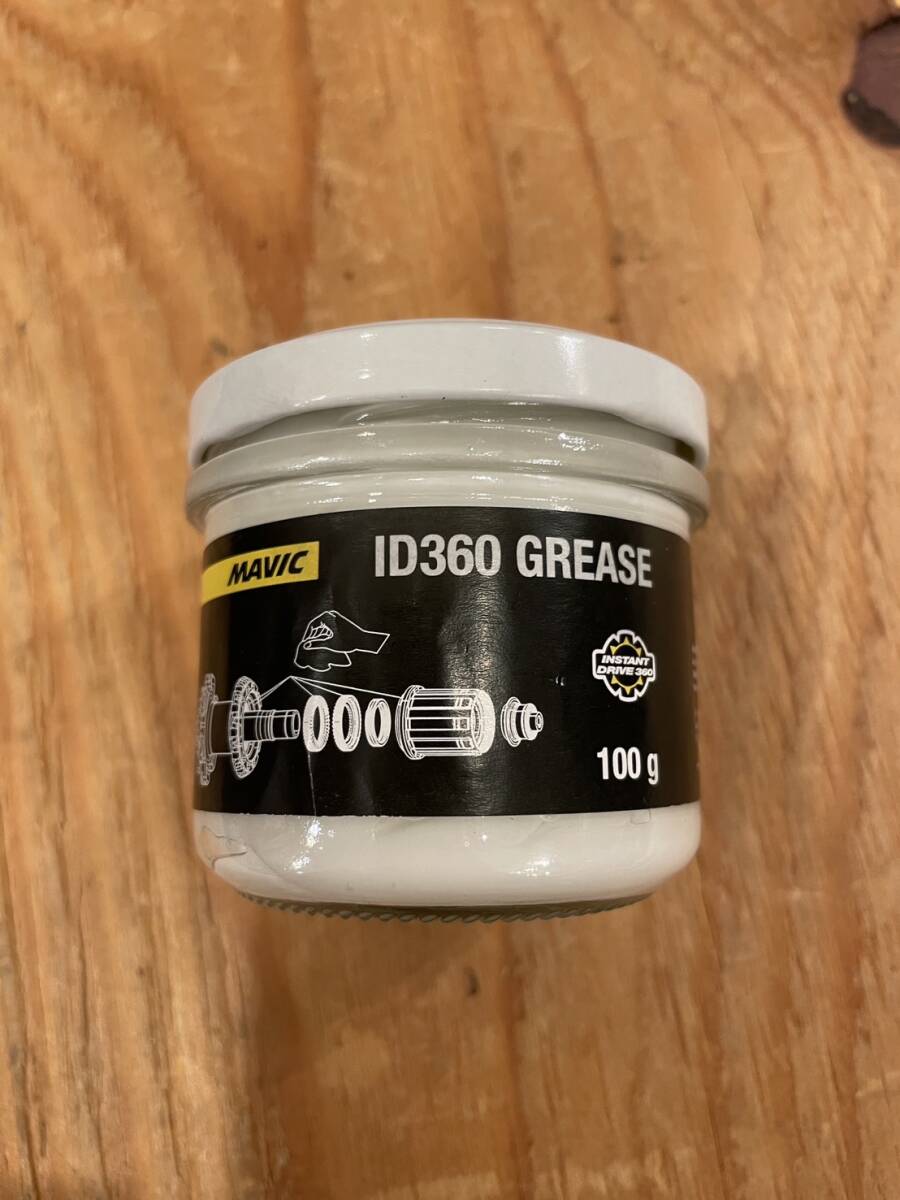 MAVIC
ID360 GREASE
INSTANT
DRIVE 360
100 g